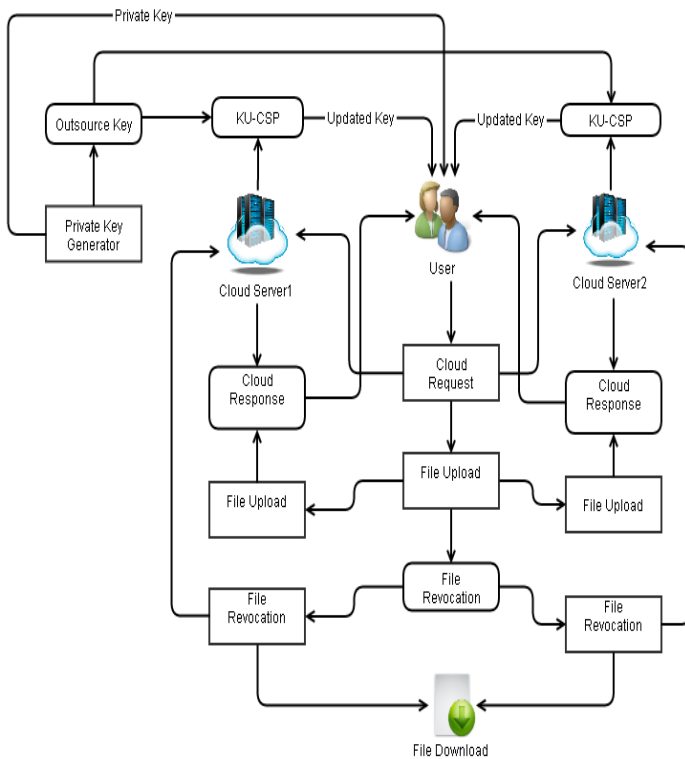 Private Key
Outsource Key
KU-CSP
Updated Key
Updated Key
KU-CSP
Private Key
Generator
User
Cloud Server1
Cloud Server2
Cloud
Response
Cloud
Request
Cloud
Response
File Upload
File Upload
File Upload
File
Revocation
File
Revocation
File
Revocation
File Download